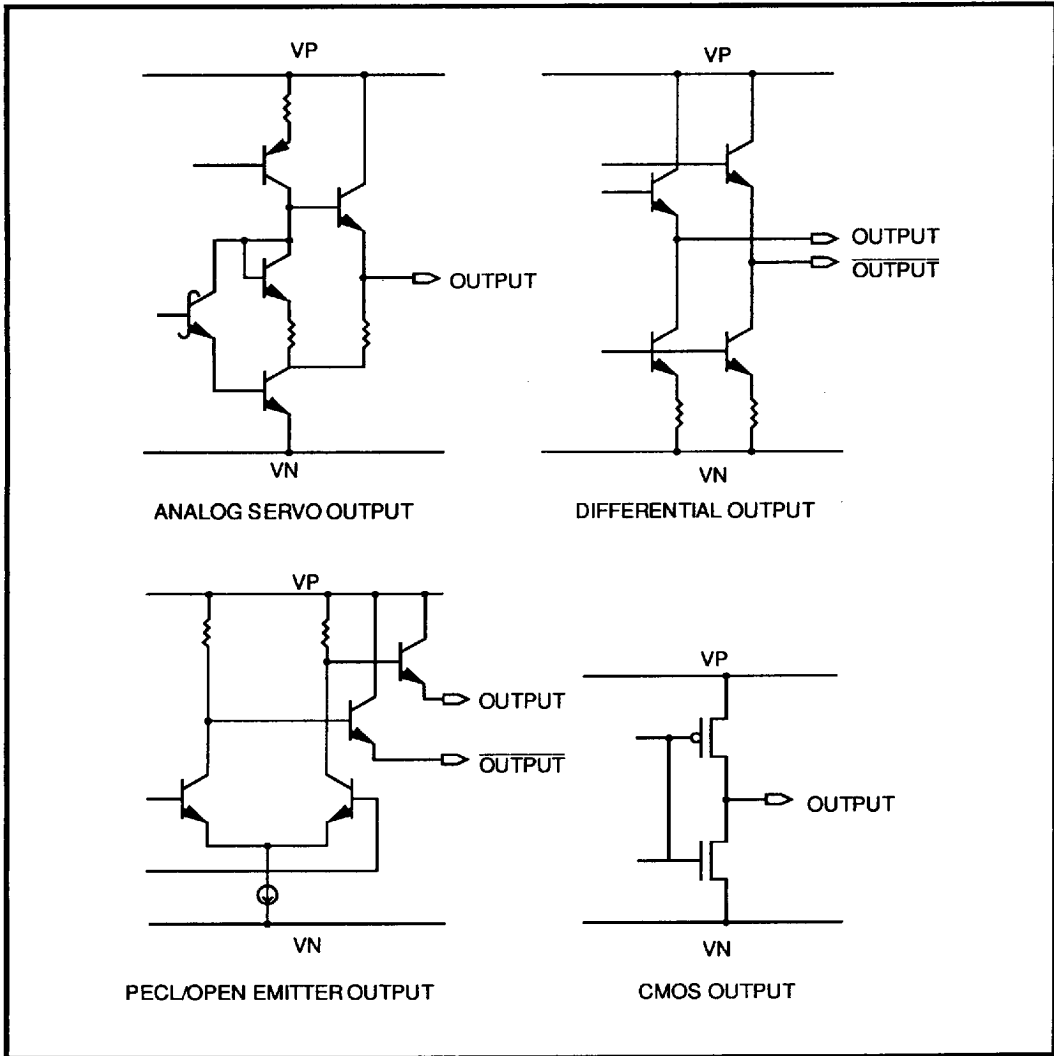 VP
OUTPUT
VN
ANALOG SERVO OUTPUT
VP
OUTPUT
OUTPUT
VN
DIFFERENTIAL OUTPUT
VP
OUTPUT
OUTPUT
VN
PECL/OPEN EMITTER OUTPUT
VP
OUTPUT
VN
CMOS OUTPUT